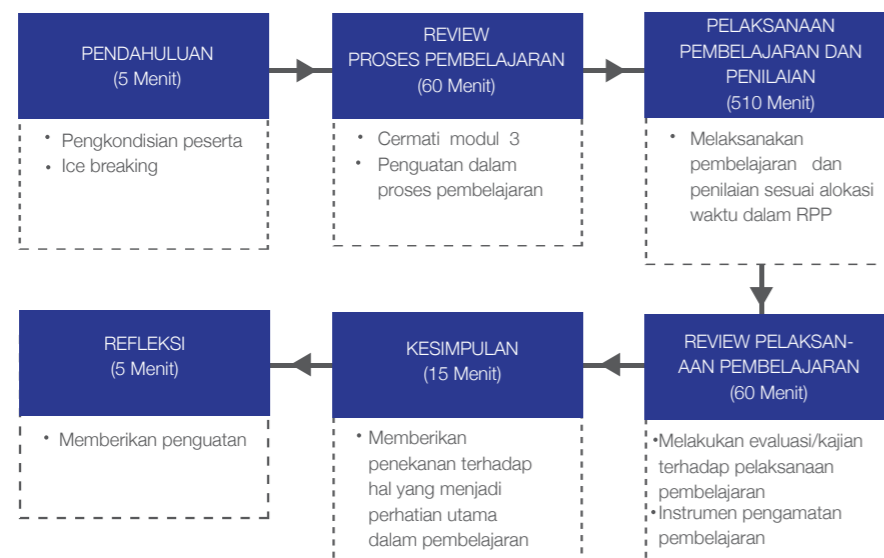 PENDAHULUAN
(5 Menit)
• Pengkondisian peserta
• Ice breaking
REVIEW
PROSES PEMBELAJARAN
(60 Menit)
• Cermati modul 3
• Penguatan dalam
proses pembelajaran
PELAKSANAAN
PEMBELAJARAN DAN
PENILAIAN
(510 Menit)
• Melaksanakan
pembelajaran dan
penilaian sesuai alokasi
waktu dalam RPP
REVIEW PELAKSAN-
AAN PEMBELAJARAN
(60 Menit)
•Melakukan evaluasi/kajian
terhadap pelaksanaan
pembelajaran
•Instrumen pengamatan
pembelajaran
KESIMPULAN
(15 Menit)
• Memberikan
penekanan terhadap
hal yang menjadi
perhatian utama
dalam pembelajaran
REFLEKSI
(5 Menit)
• Memberikan penguatan